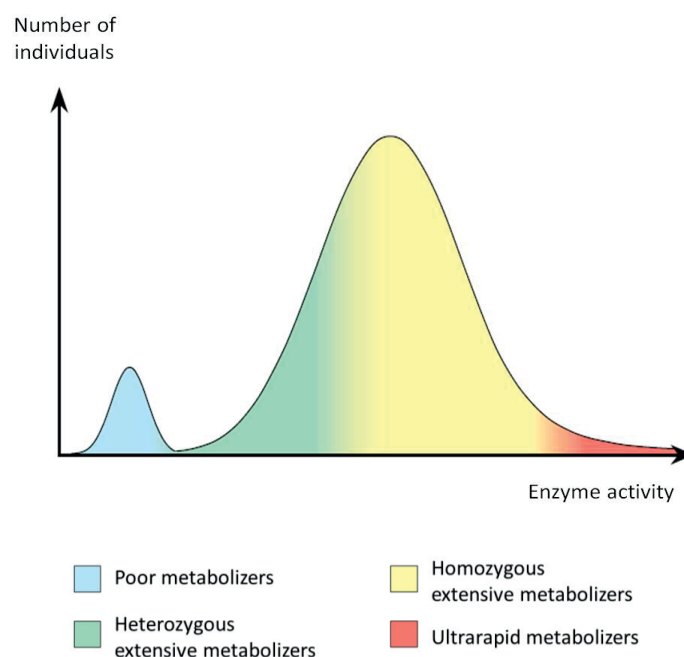 Number of
individuals
Enzyme activity
Poor metabolizers
Heterozygous
extensive metabolizers
Homozygous
extensive metabolizers
Ultrarapid metabolizers